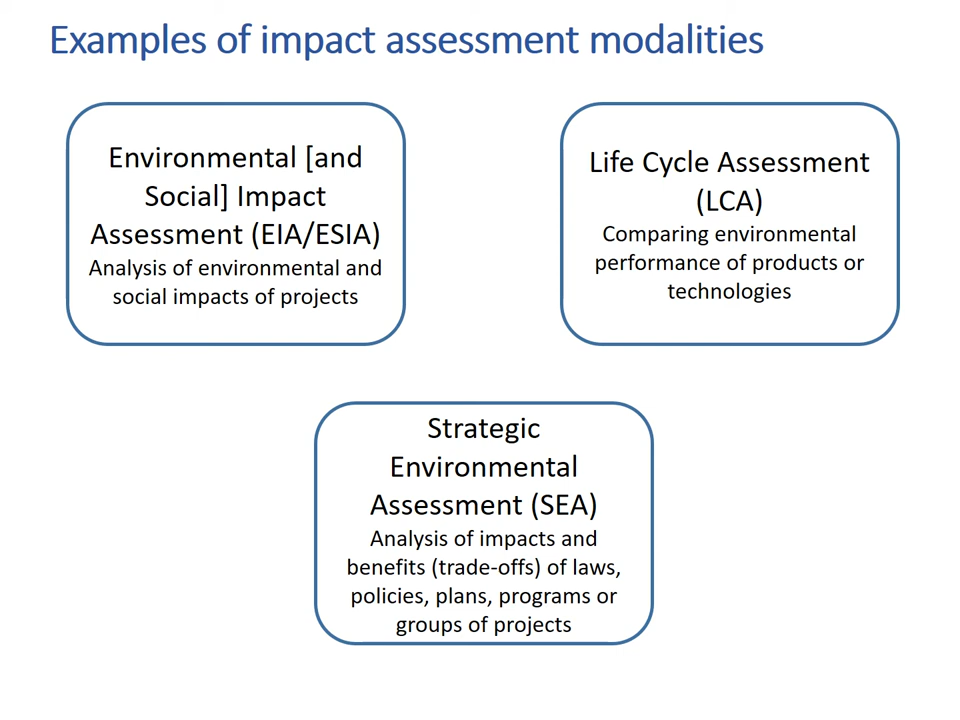 Examples of impact assessment modalities
Environmental [and
Social] Impact
Assessment (EIA/ESIA)
Analysis of environmental and
social impacts of projects
Life Cycle Assessment
(LCA)
Comparing environmental
performance of products or
technologies
Strategic
Environmental
Assessment (SEA)
Analysis of impacts and
benefits (trade-offs) of laws,
policies, plans, programs or
groups of projects